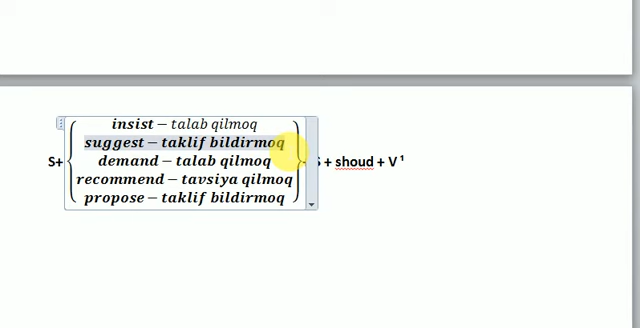 insist – talab qilmoq
suggest – taklif bildirmoq
demand – talab qilmoq
recommend – tavsiya qilmoq
propose – taklif bildirmoq
S+ + S + shoud + V ¹